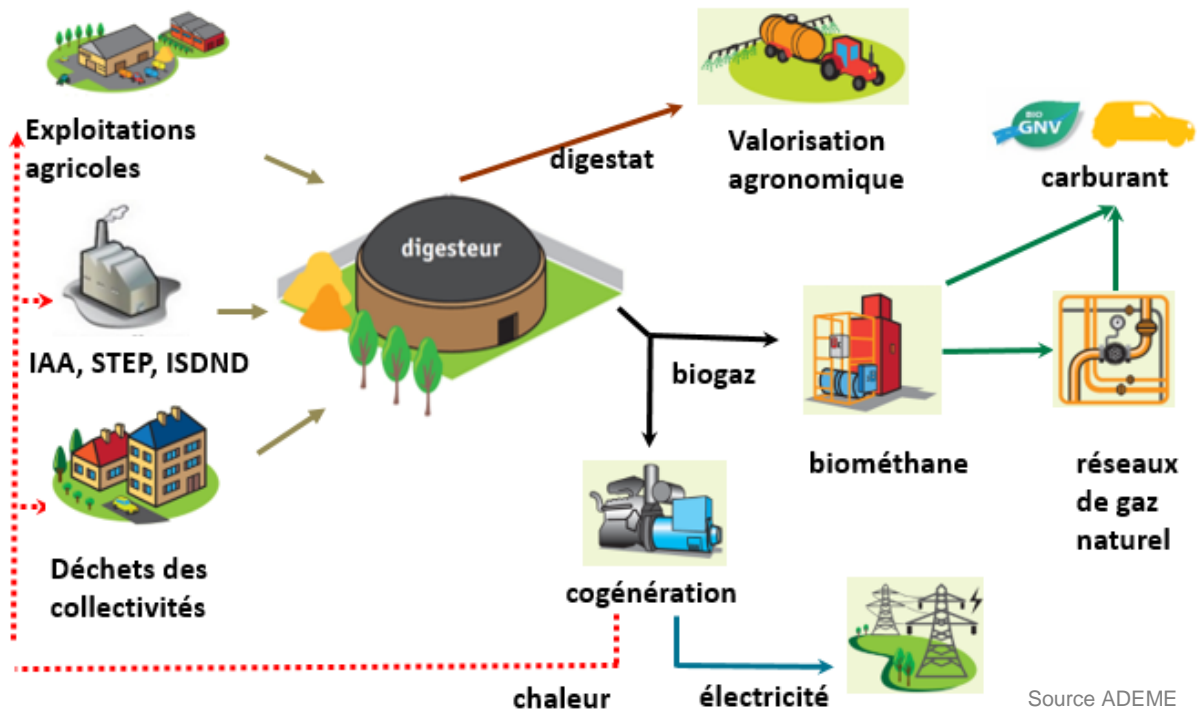 Exploitations
agricoles
IAA, STEP, ISDND
Déchets des
collectivités
digesteur
digestat
Valorisation
agronomique
BIO
GNV
carburant
biogaz
biométhane
réseaux
de gaz
naturel
cogénération
chaleur
électricité
Source ADEME